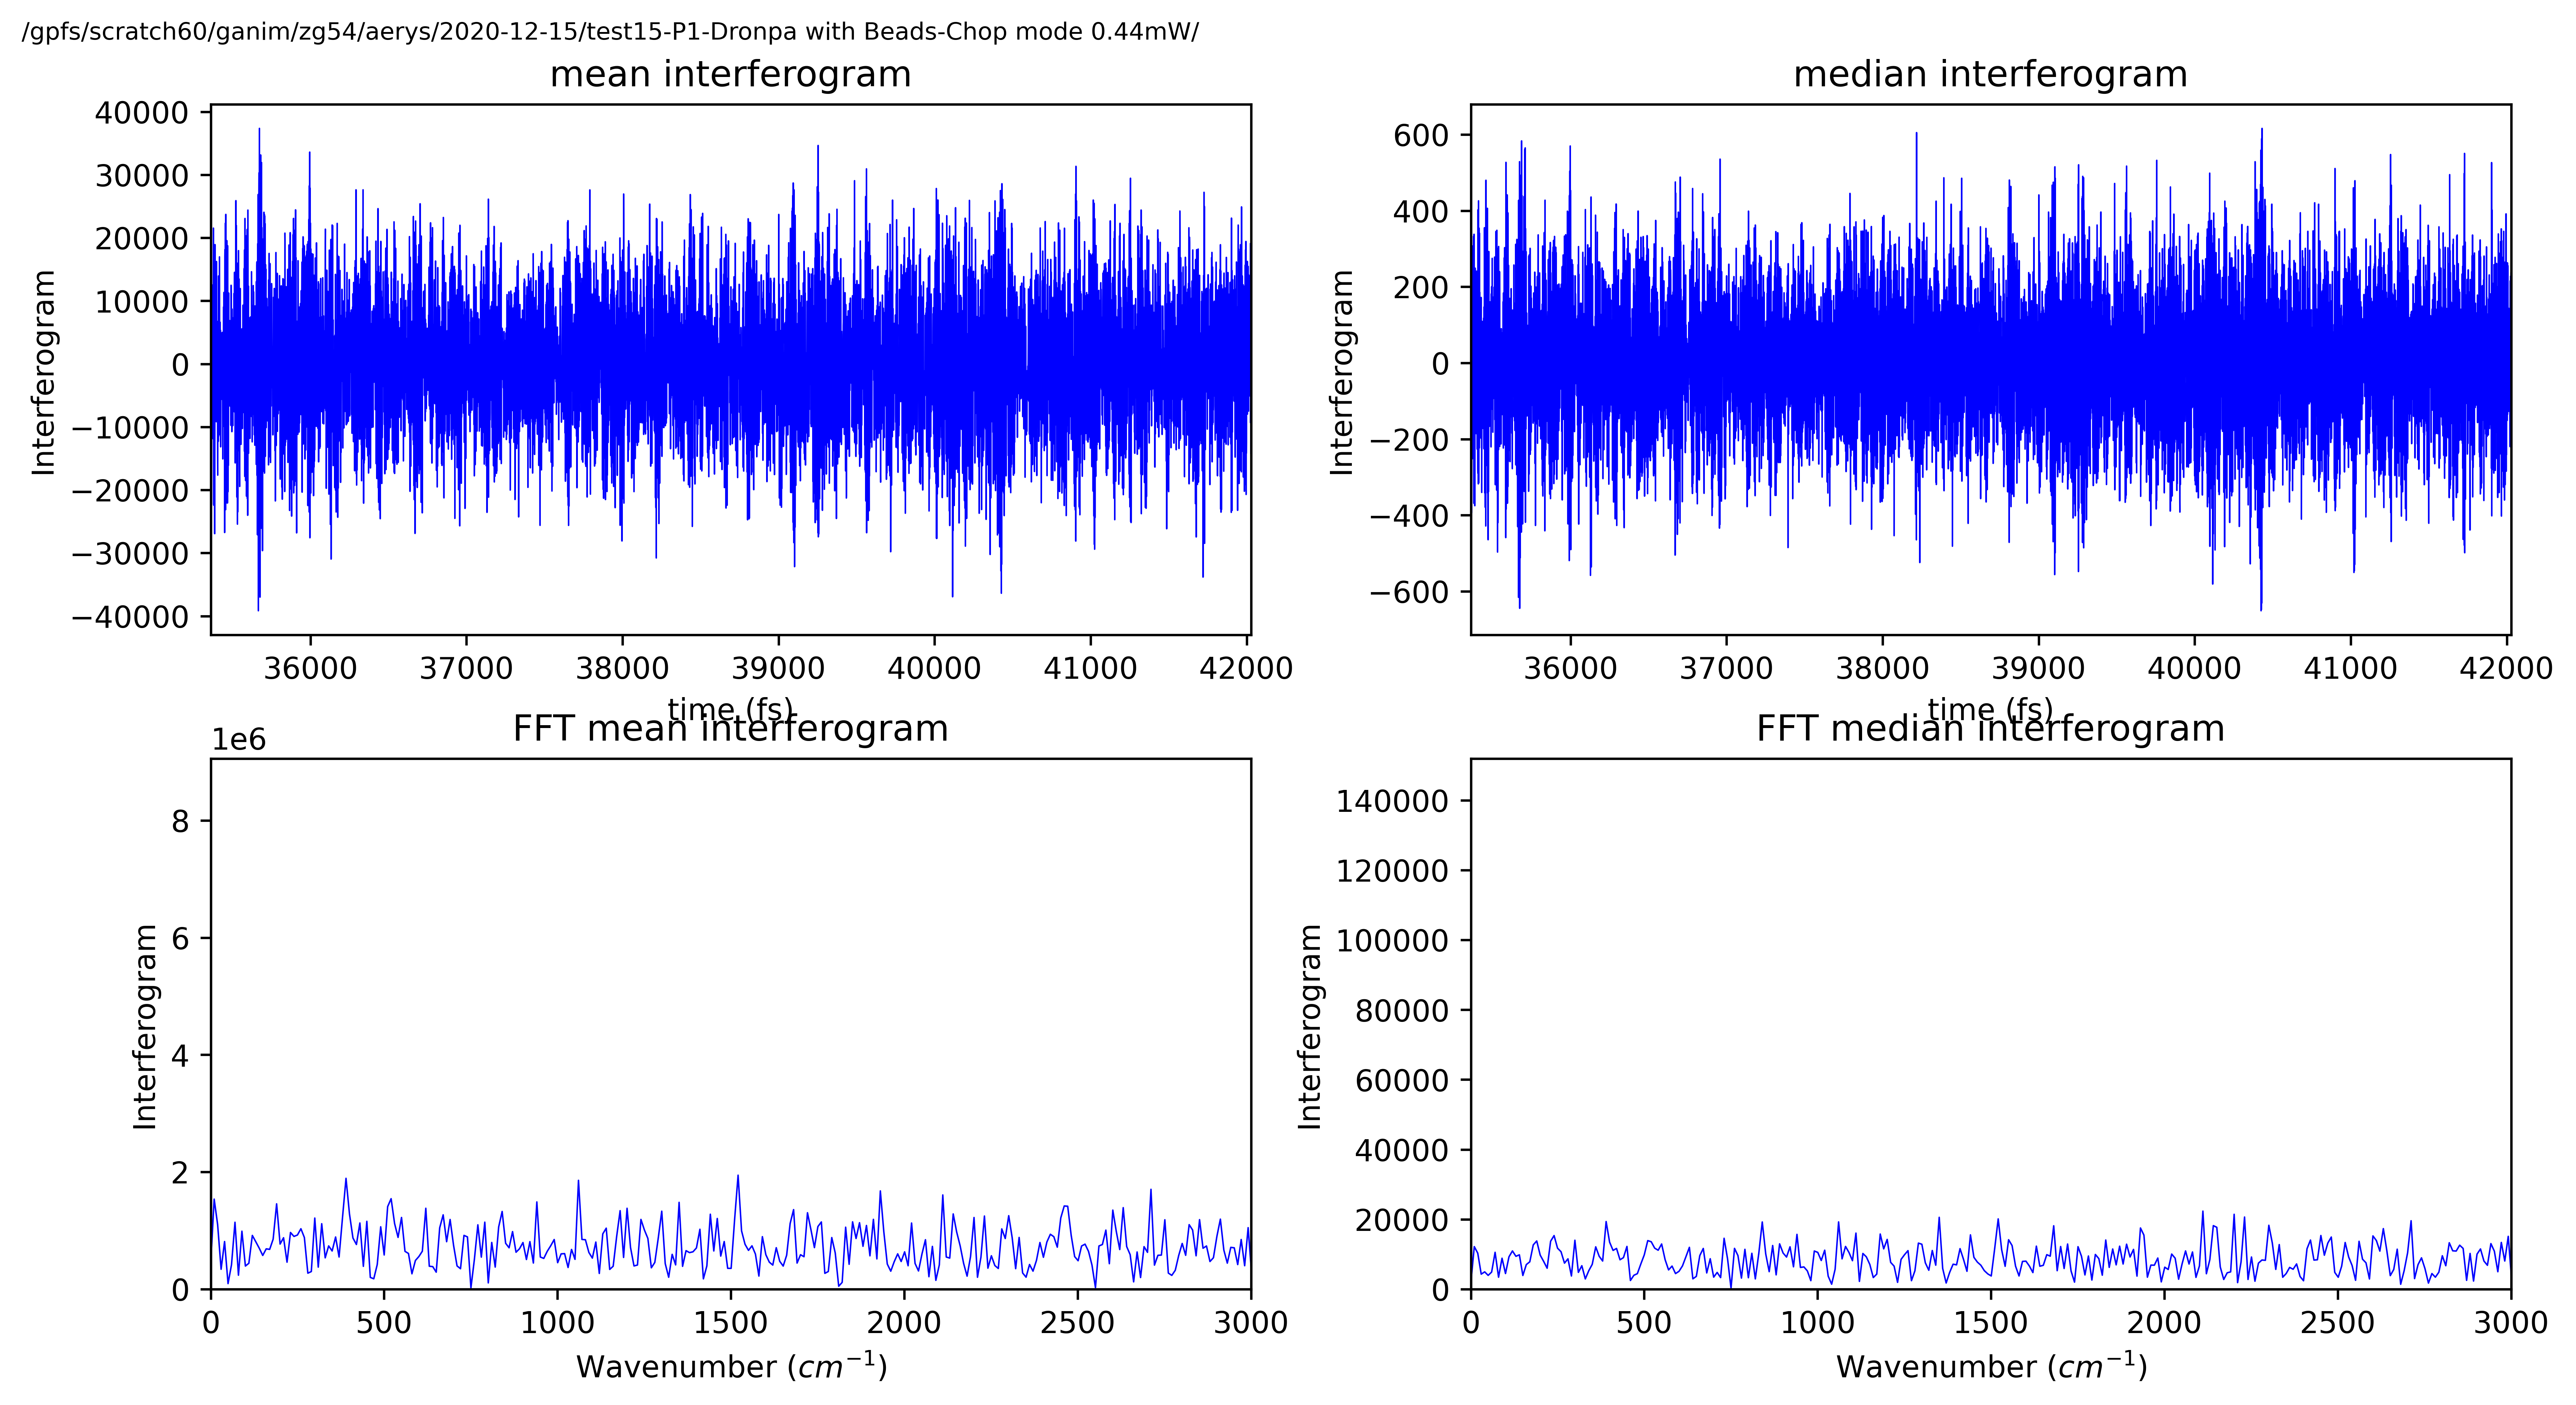 /gpfs/scratch60/ganim/zg54/aerys/2020-12-15/test15-P1-Dronpa with Beads-Chop mode 0.44mW/
mean interferogram
40000
30000
20000
10000
0
−10000
−20000
−30000
−40000
Interferogram
36000 37000 38000 39000 40000 41000 42000
time (fs)
median interferogram
600
400
200
0
−200
−400
−600
Interferogram
36000 37000 38000 39000 40000 41000 42000
time (fs)
FFT mean interferogram
1e6
8
6
4
2
0
Interferogram
0 500 1000 1500 2000 2500 3000
Wavenumber (cm⁻¹)
FFT median interferogram
140000
120000
100000
80000
60000
40000
20000
0
Interferogram
0 500 1000 1500 2000 2500 3000
Wavenumber (cm⁻¹)